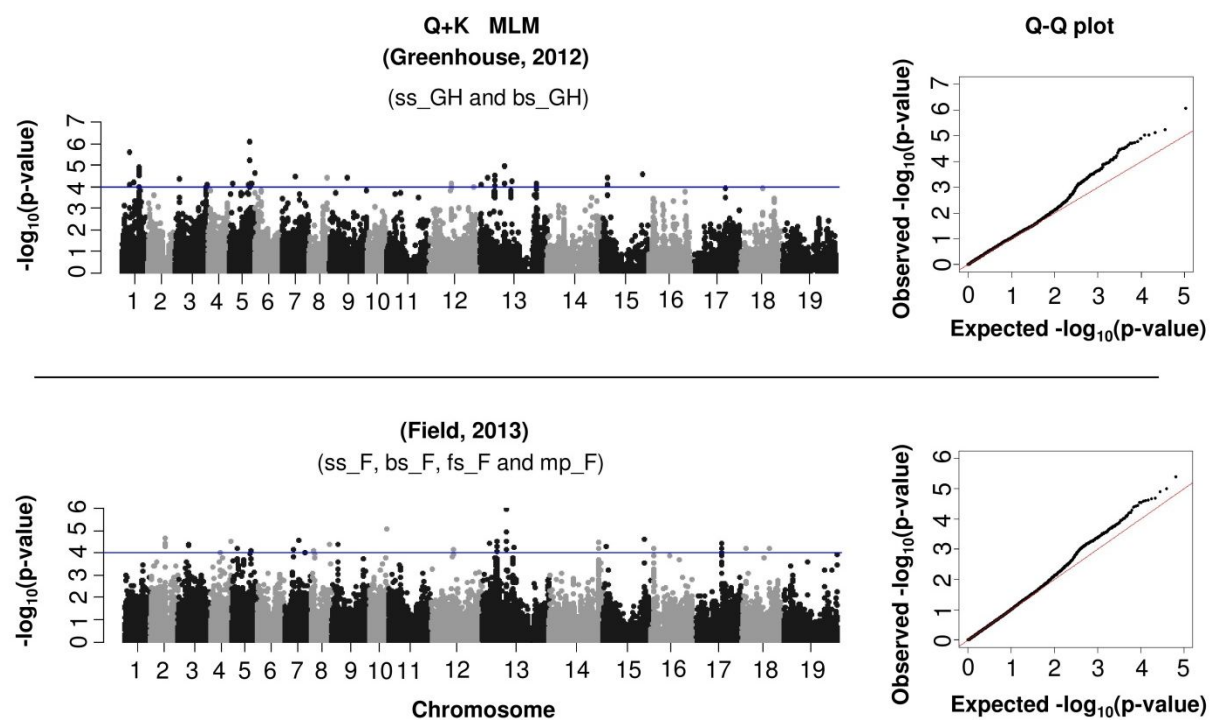 Q+K MLM
(Greenhouse, 2012)
(ss_GH and bs_GH)
-log10(p-value)
7
6
5
4
3
2
1
0
1 2 3 4 5 6 7 8 9 10 11 12 13 14 15 16 17 18 19
Q-Q plot
Observed -log10(p-value)
7
6
5
4
3
2
1
0
0 1 2 3 4 5
Expected -log10(p-value)
(Field, 2013)
(ss_F, bs_F, fs_F and mp_F)
-log10(p-value)
6
5
4
3
2
1
0
1 2 3 4 5 6 7 8 9 10 11 12 13 14 15 16 17 18 19
Chromosome
Observed -log10(p-value)
6
5
4
3
2
1
0
0 1 2 3 4 5
Expected -log10(p-value)